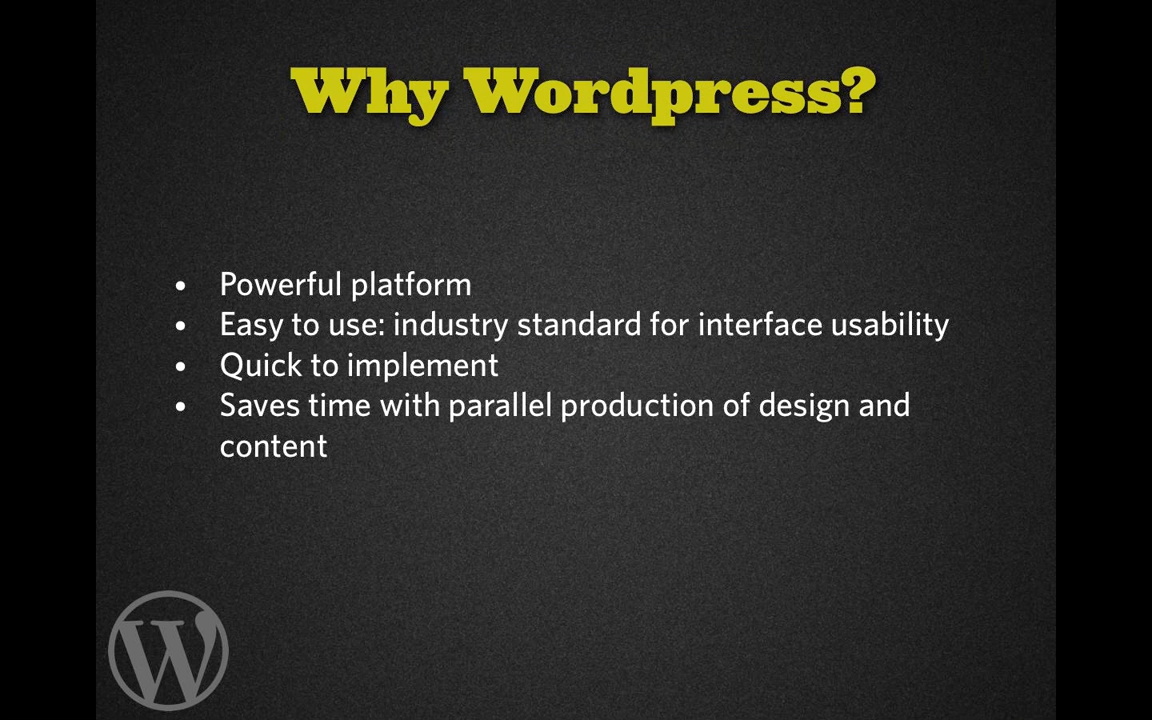 Why Wordpress?
• Powerful platform
• Easy to use: industry standard for interface usability
• Quick to implement
• Saves time with parallel production of design and
content
W